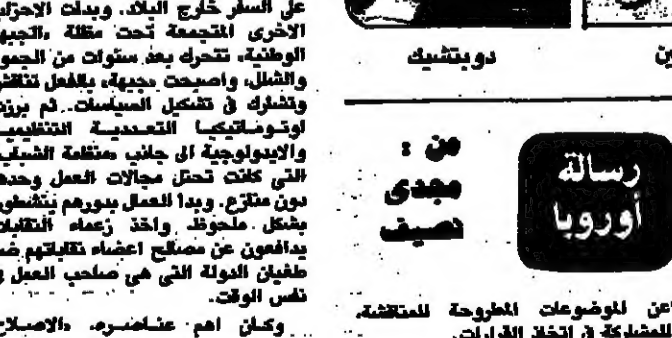 دوبتشيك
رسالة
أوروبا
من :
مجدى
نصيف
عن الموضوعات المطروحة للمناقشة،
للمشاركة في اتخاذ القرارات.
على السفر خارج البلاد. وبدأت الاحزاب
الاخرى المتجمعة تحت مظلة «الجبهة
الوطنية» تتحرك بعد سنوات من الجمود
والشلل، واصبحت «جبهة» بالفعل تناقش
وتشارك في تشكيل السياسات. ثم برزت
اوتوماتيكيا التعددية التنظيمية
والايدولوجية الى جانب منظمة الشباب
التي كانت تحتل مجالات العمل وحدها
دون منازع. وبدا العمال بدورهم ينشطون
بشكل ملحوظ واخذ زعماء النقابات
يدافعون عن مصالح اعضاء نقاباتهم ضد
طغيان الدولة التي هي صاحب العمل في
نفس الوقت.
وكان اهم عناصره، «الاصلاح